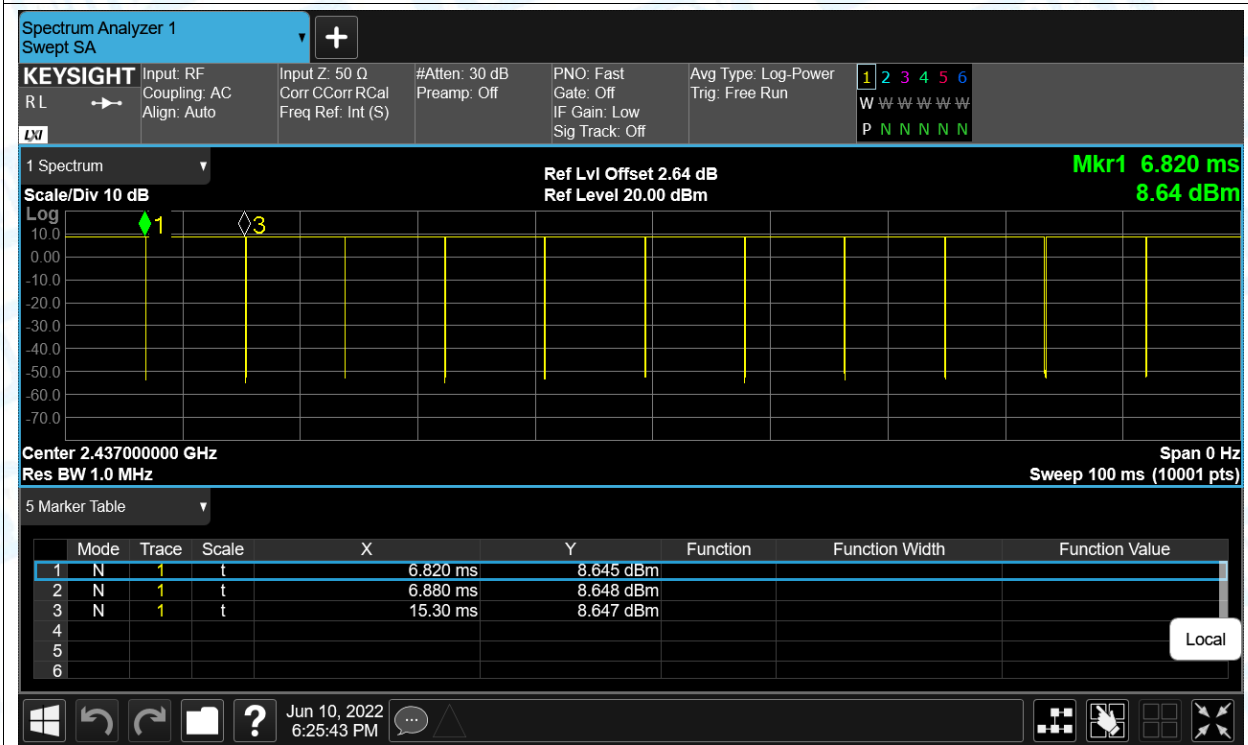 Spectrum Analyzer 1
Swept SA
KEYSIGHT
RL
LXI
Input: RF
Coupling: AC
Align: Auto
Input Z: 50 Ω
Corr CCorr RCal
Freq Ref: Int (S)
#Atten: 30 dB
Preamp: Off
PNO: Fast
Gate: Off
IF Gain: Low
Sig Track: Off
Avg Type: Log-Power
Trig: Free Run
1 2 3 4 5 6
W W W W W W
P N N N N N
1 Spectrum
Scale/Div 10 dB
Ref Lvl Offset 2.64 dB
Ref Level 20.00 dBm
Mkr1 6.820 ms
8.64 dBm
Log
1
3
10.0
0.00
-10.0
-20.0
-30.0
-40.0
-50.0
-60.0
-70.0
Center 2.437000000 GHz
Span 0 Hz
Res BW 1.0 MHz
Sweep 100 ms (10001 pts)
5 Marker Table
Mode Trace Scale X Y Function Function Width Function Value
1 N 1 t 6.820 ms 8.645 dBm
2 N 1 t 6.880 ms 8.648 dBm
3 N 1 t 15.30 ms 8.647 dBm
4
5
6
Local
?
Jun 10, 2022
6:25:43 PM